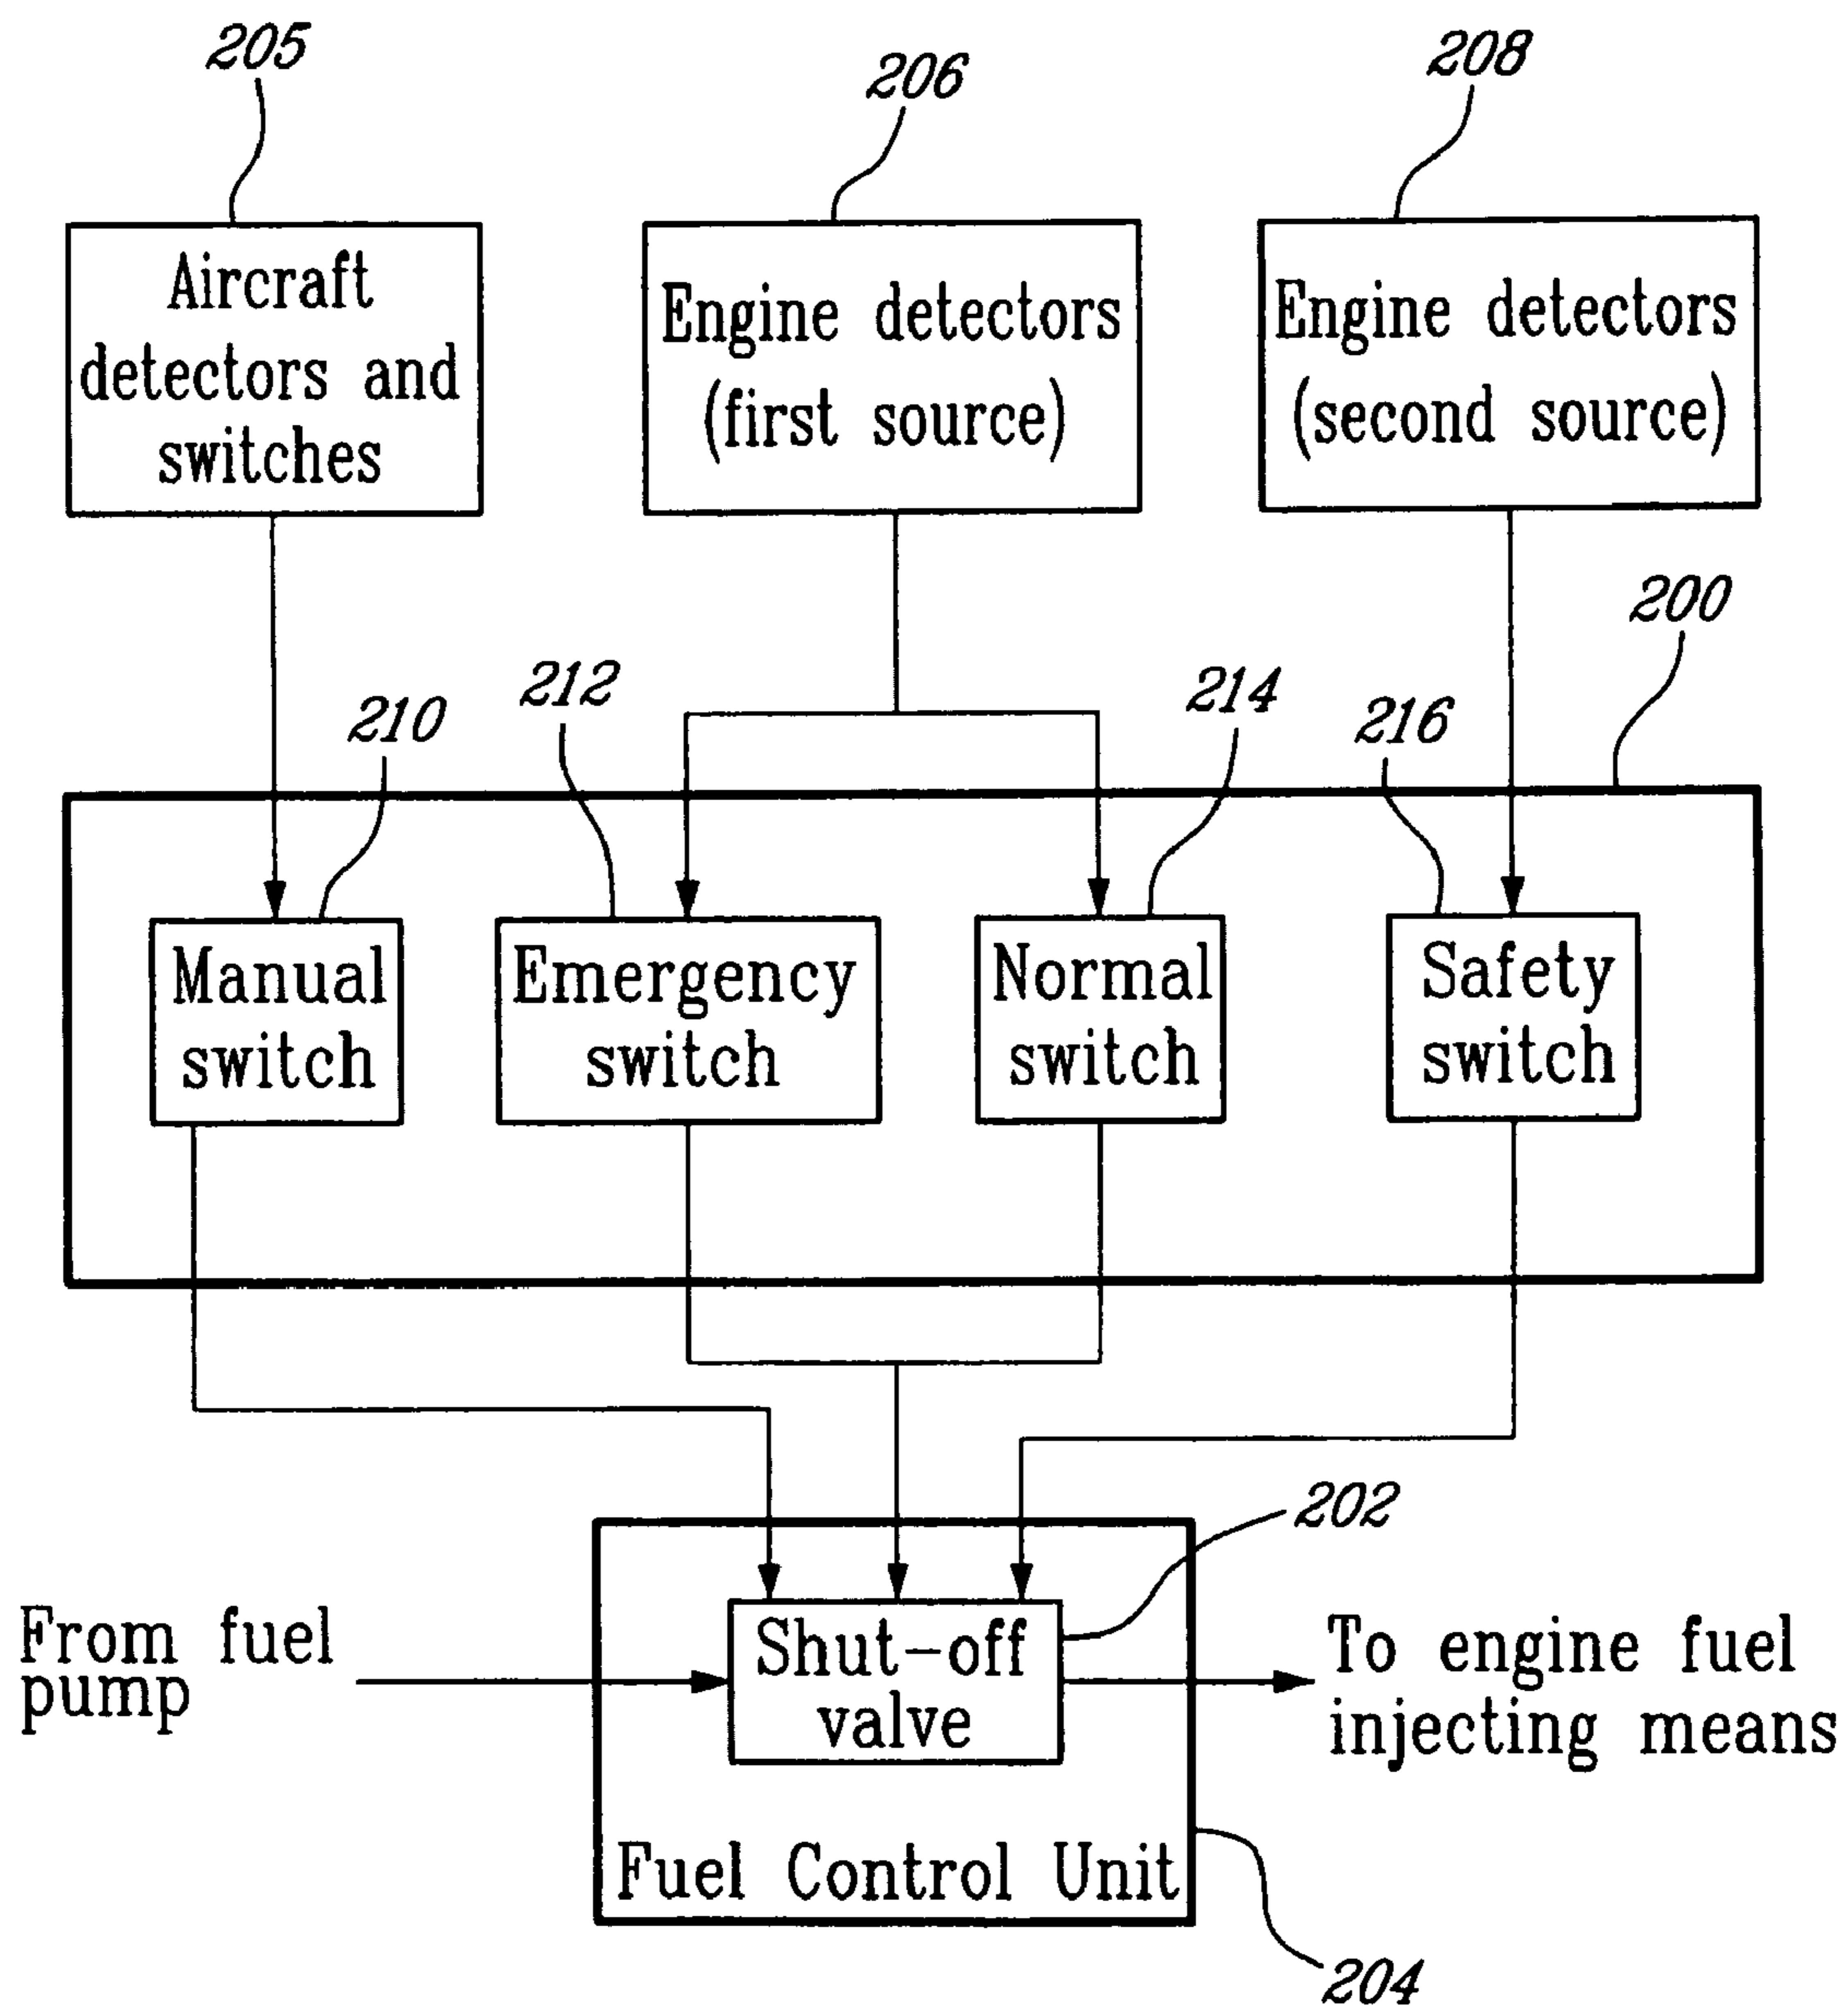 205
206
208
Aircraft
detectors and
switches
Engine detectors
(first source)
Engine detectors
(second source)
200
210
212
214
216
Manual
switch
Emergency
switch
Normal
switch
Safety
switch
202
From fuel
pump
Shut-off
valve
To engine fuel
injecting means
Fuel Control Unit
204